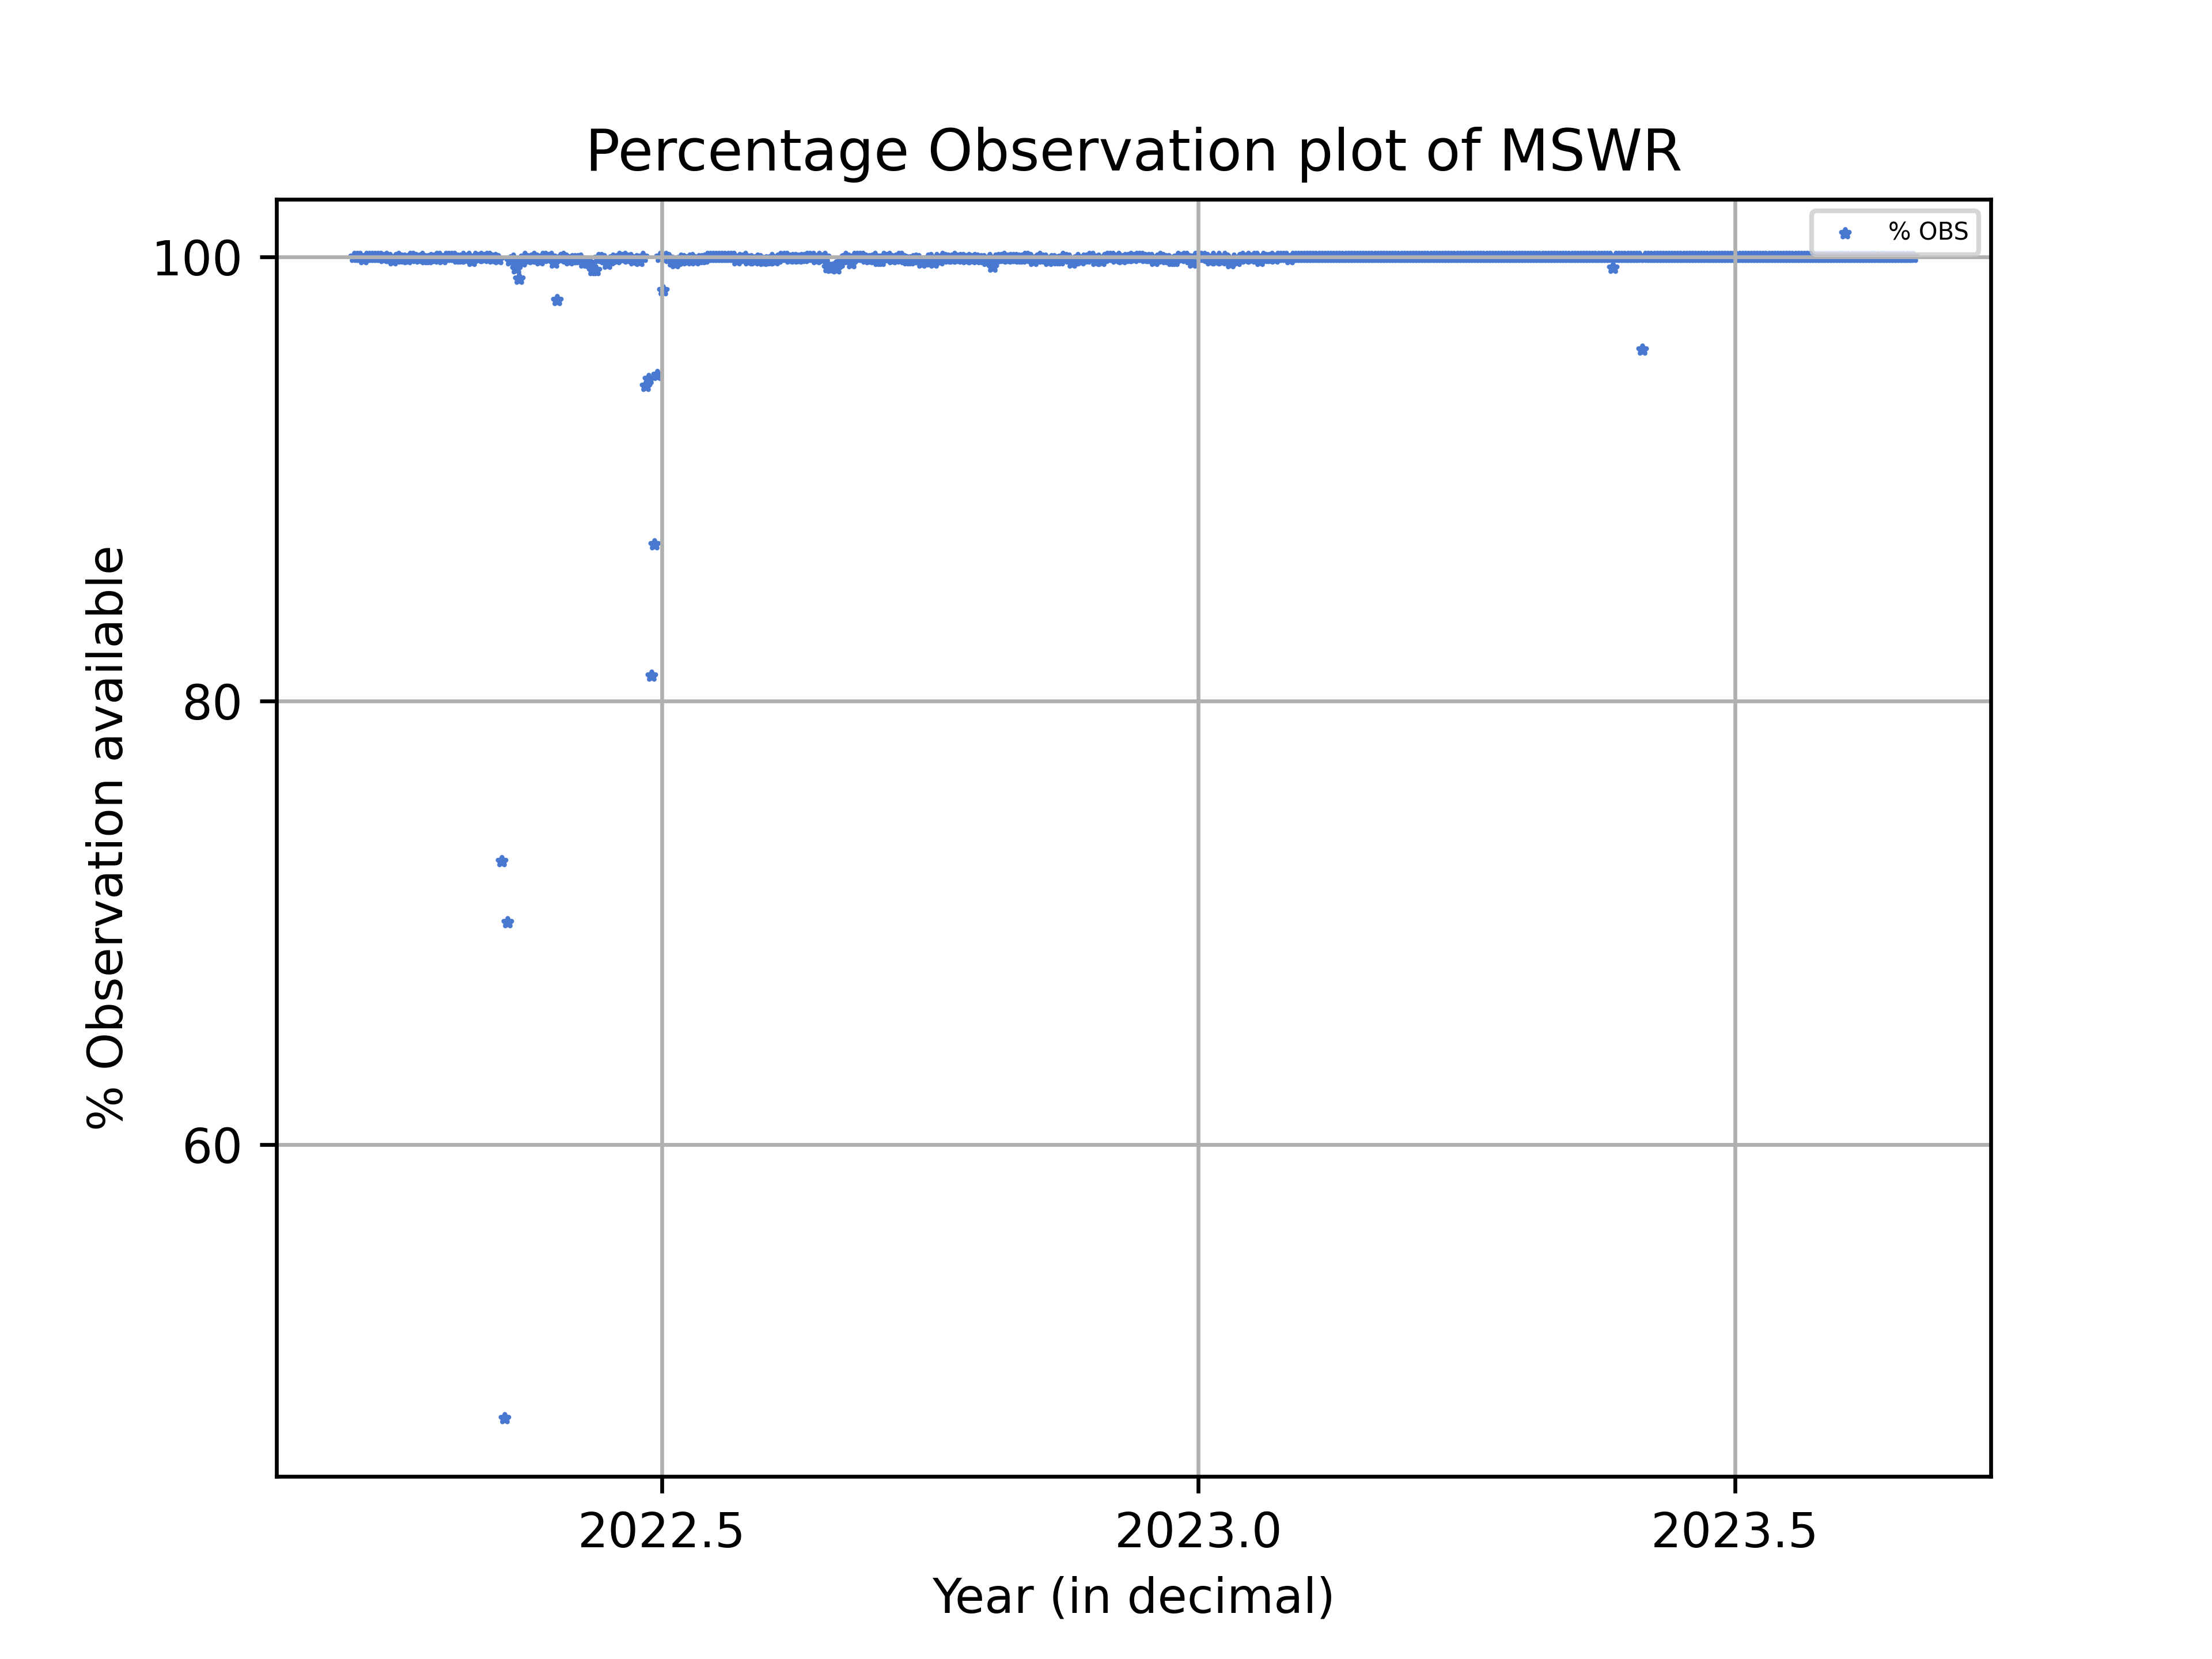 Percentage Observation plot of MSWR
% OBS
100
80
60
% Observation available
2022.5 2023.0 2023.5
Year (in decimal)